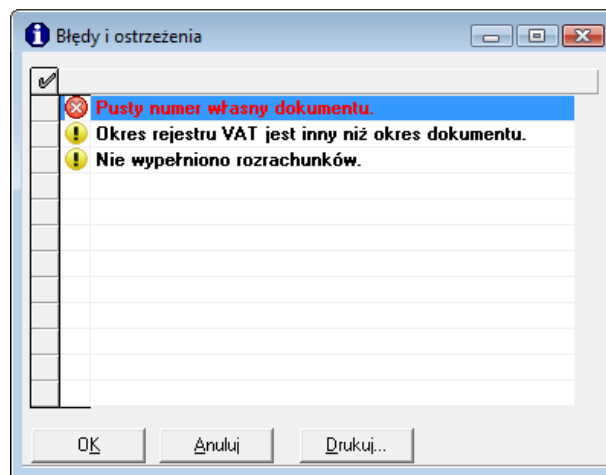 Błędy i ostrzeżenia
Pusty numer własny dokumentu.
Okres rejestru VAT jest inny niż okres dokumentu.
Nie wypełniono rozrachunków.
OK
Anuluj
Drukuj...